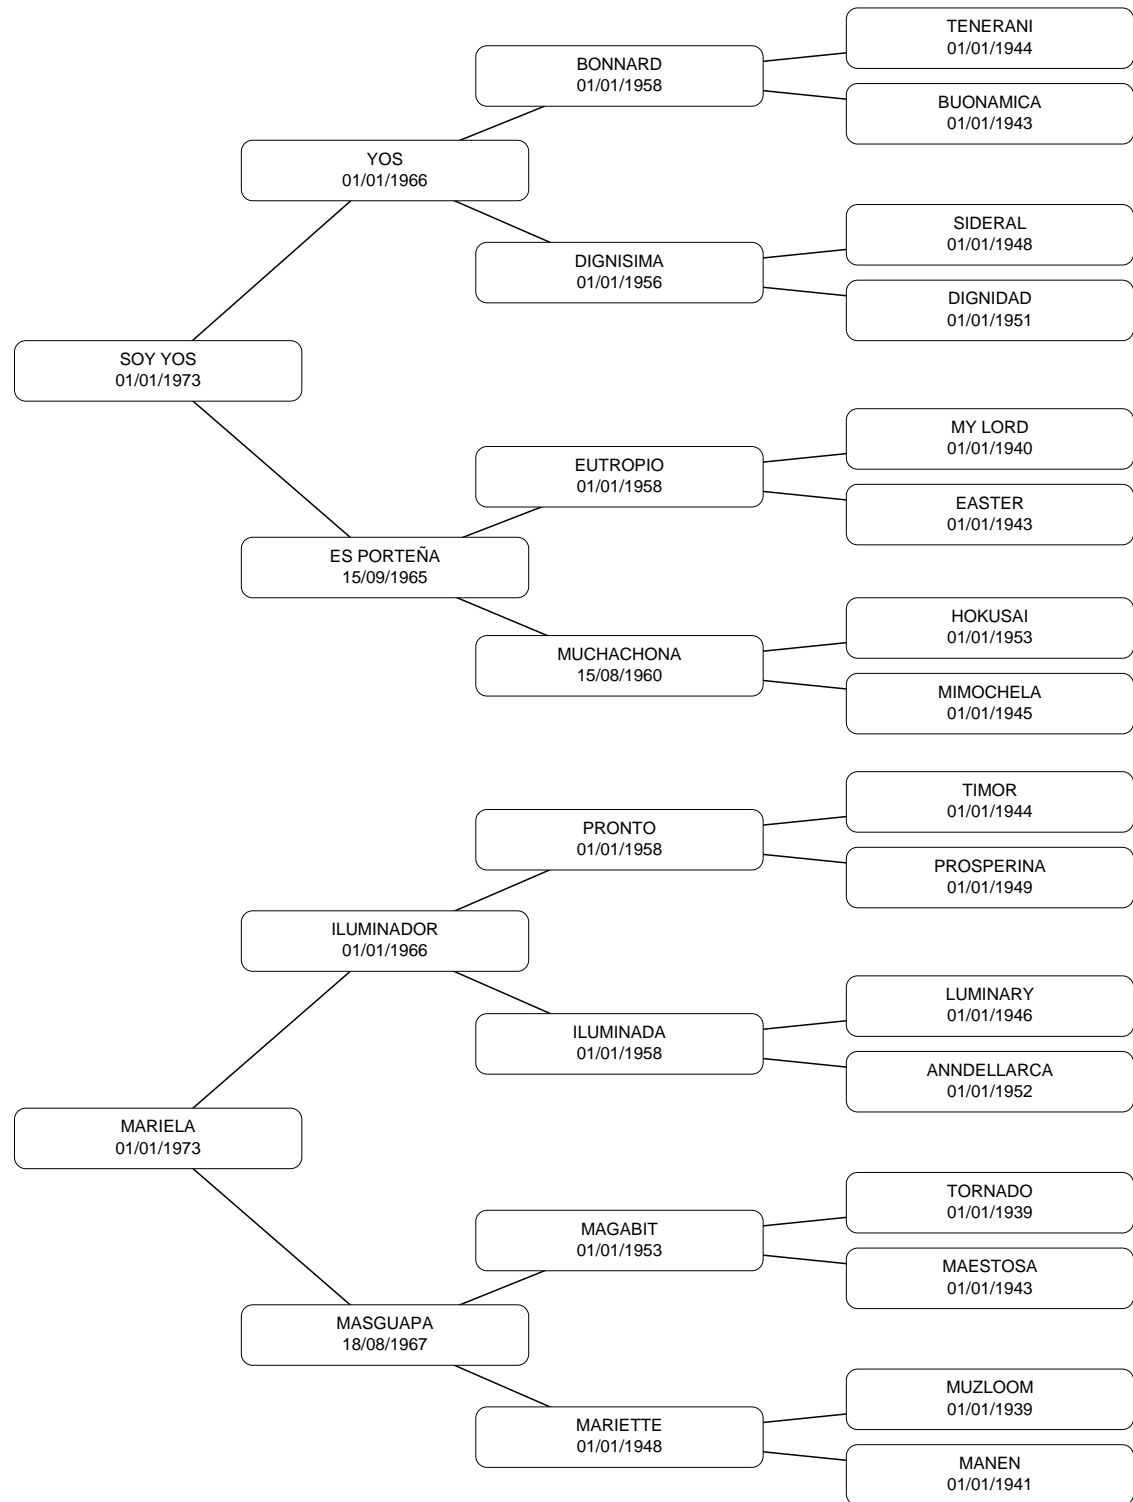 TENERANI
01/01/1944
BONNARD
01/01/1958
BUONAMICA
01/01/1943
YOS
01/01/1966
SIDERAL
01/01/1948
DIGNISIMA
01/01/1956
DIGNIDAD
01/01/1951
SOY YOS
01/01/1973
MY LORD
01/01/1940
EUTROPIO
01/01/1958
EASTER
01/01/1943
ES PORTEÑA
15/09/1965
HOKUSAI
01/01/1953
MUCHACHONA
15/08/1960
MIMOCHELA
01/01/1945
TIMOR
01/01/1944
PRONTO
01/01/1958
PROSPERINA
01/01/1949
ILUMINADOR
01/01/1966
LUMINARY
01/01/1946
ILUMINADA
01/01/1958
ANNDELLARCA
01/01/1952
MARIELA
01/01/1973
TORNADO
01/01/1939
MAGABIT
01/01/1953
MAESTOSA
01/01/1943
MASGUAPA
18/08/1967
MUZLOOM
01/01/1939
MARIETTE
01/01/1948
MANEN
01/01/1941